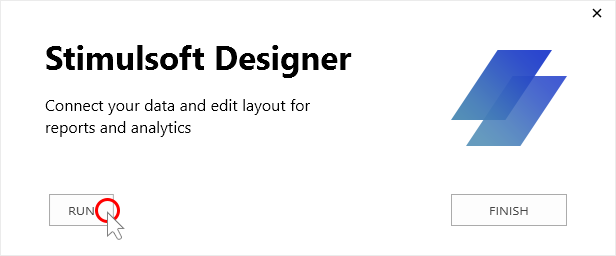 Stimulsoft Designer
Connect your data and edit layout for
reports and analytics
RUN
FINISH